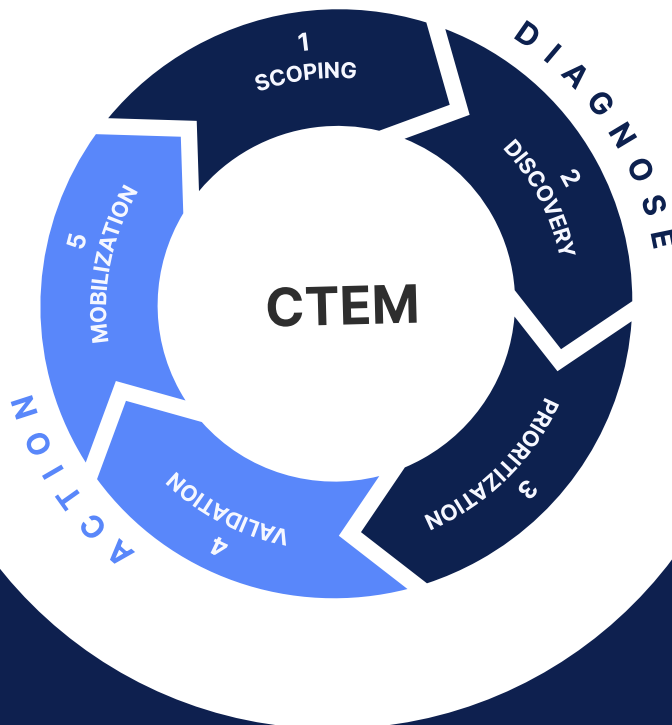 1
SCOPING
DIAGNOSE
2
DISCOVERY
CTEM
3
PRIORITIZATION
4
VALIDATION
ACTION
5
MOBILIZATION